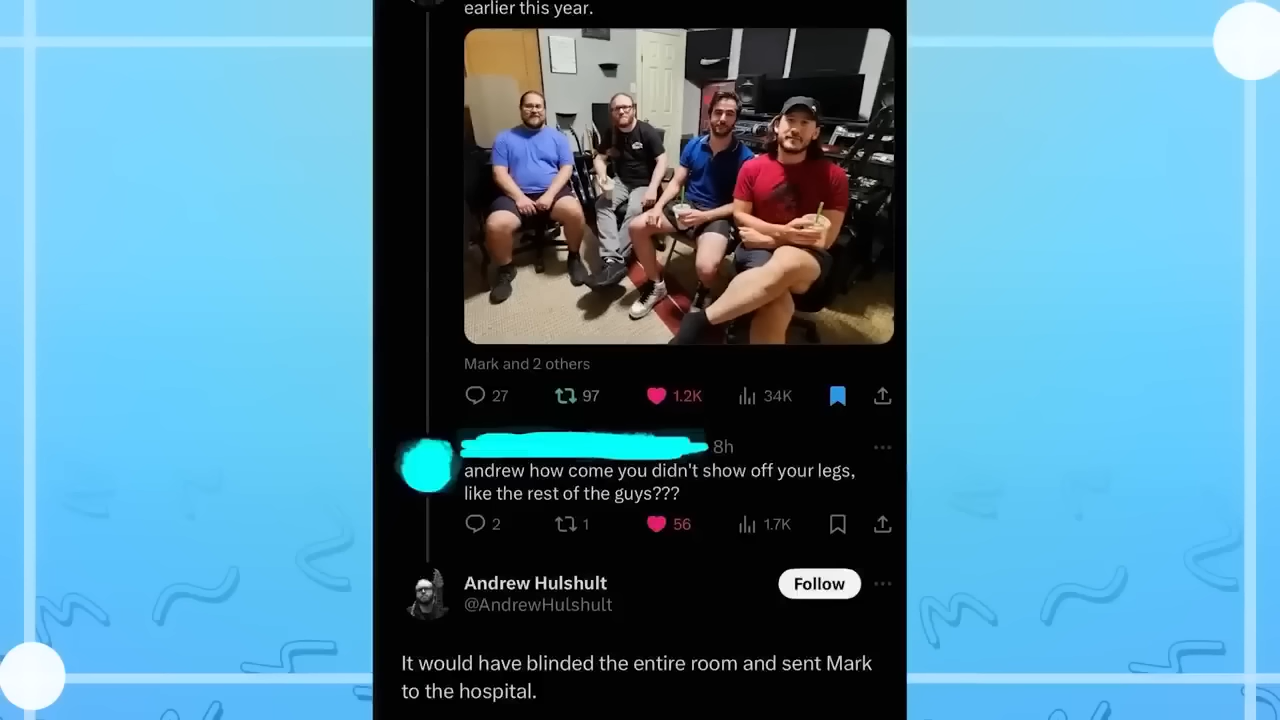 earlier this year.
Mark and 2 others
27 97 1.2K 34K
8h
andrew how come you didn't show off your legs,
like the rest of the guys???
2 1 56 1.7K
Andrew Hulshult
Follow
@AndrewHulshult
It would have blinded the entire room and sent Mark
to the hospital.